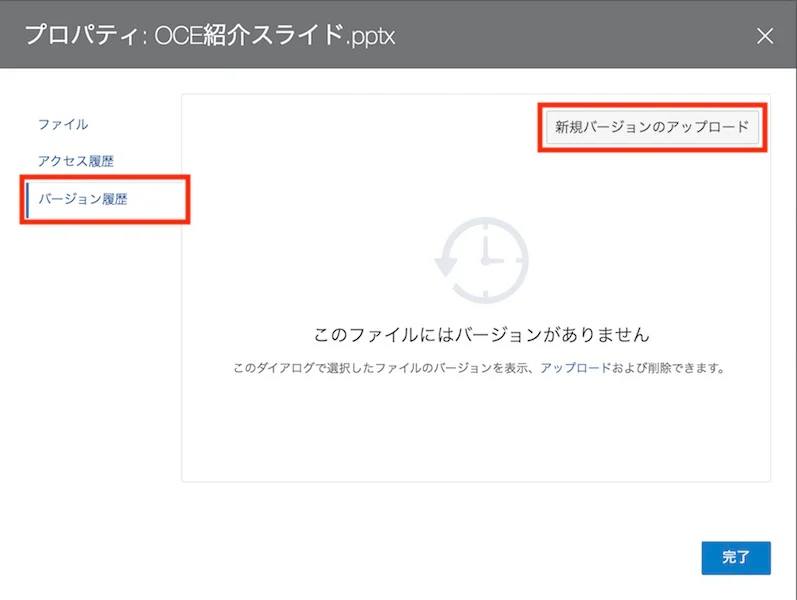 プロパティ: OCE紹介スライド.pptx
ファイル
アクセス履歴
バージョン履歴
新規バージョンのアップロード
このファイルにはバージョンがありません
このダイアログで選択したファイルのバージョンを表示、アップロードおよび削除できます。
完了